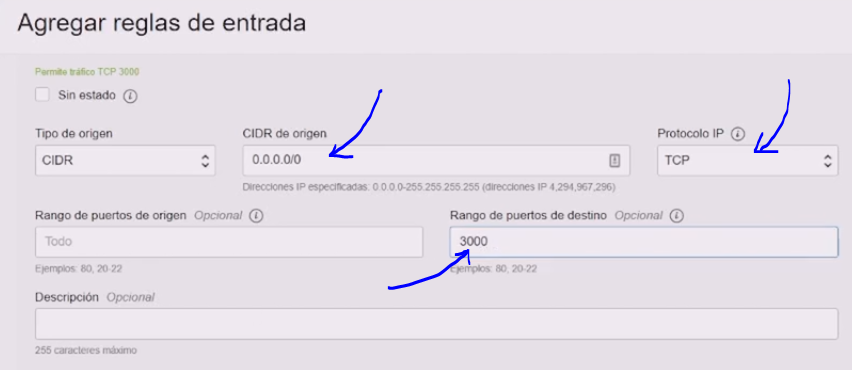 Agregar reglas de entrada
Permite tráfico TCP 3000
Sin estado
Tipo de origen CIDR de origen Protocolo IP
CIDR 0.0.0.0/0 TCP
Direcciones IP especificadas: 0.0.0.0-255.255.255.255 (direcciones IP 4,294,967,296)
Rango de puertos de origen Opcional Rango de puertos de destino Opcional
Todo 3000
Ejemplos: 80, 20-22 Ejemplos: 80, 20-22
Descripción Opcional
255 caracteres máximo